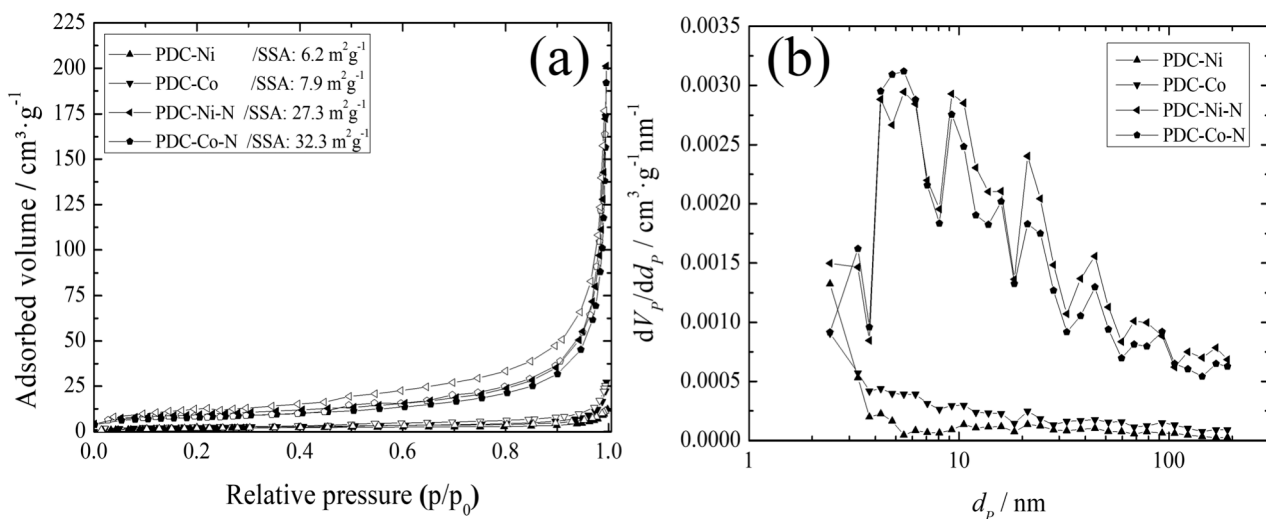 (a)
225
200
175
150
125
100
75
50
25
0
Adsorbed volume / cm³·g⁻¹
PDC-Ni /SSA: 6.2 m²g⁻¹
PDC-Co /SSA: 7.9 m²g⁻¹
PDC-Ni-N /SSA: 27.3 m²g⁻¹
PDC-Co-N /SSA: 32.3 m²g⁻¹
0.0 0.2 0.4 0.6 0.8 1.0
Relative pressure (p/p₀)
(b)
0.0035
0.0030
0.0025
0.0020
0.0015
0.0010
0.0005
0.0000
dV_P/dd_P / cm³·g⁻¹nm⁻¹
PDC-Ni
PDC-Co
PDC-Ni-N
PDC-Co-N
1 10 100
d_P / nm